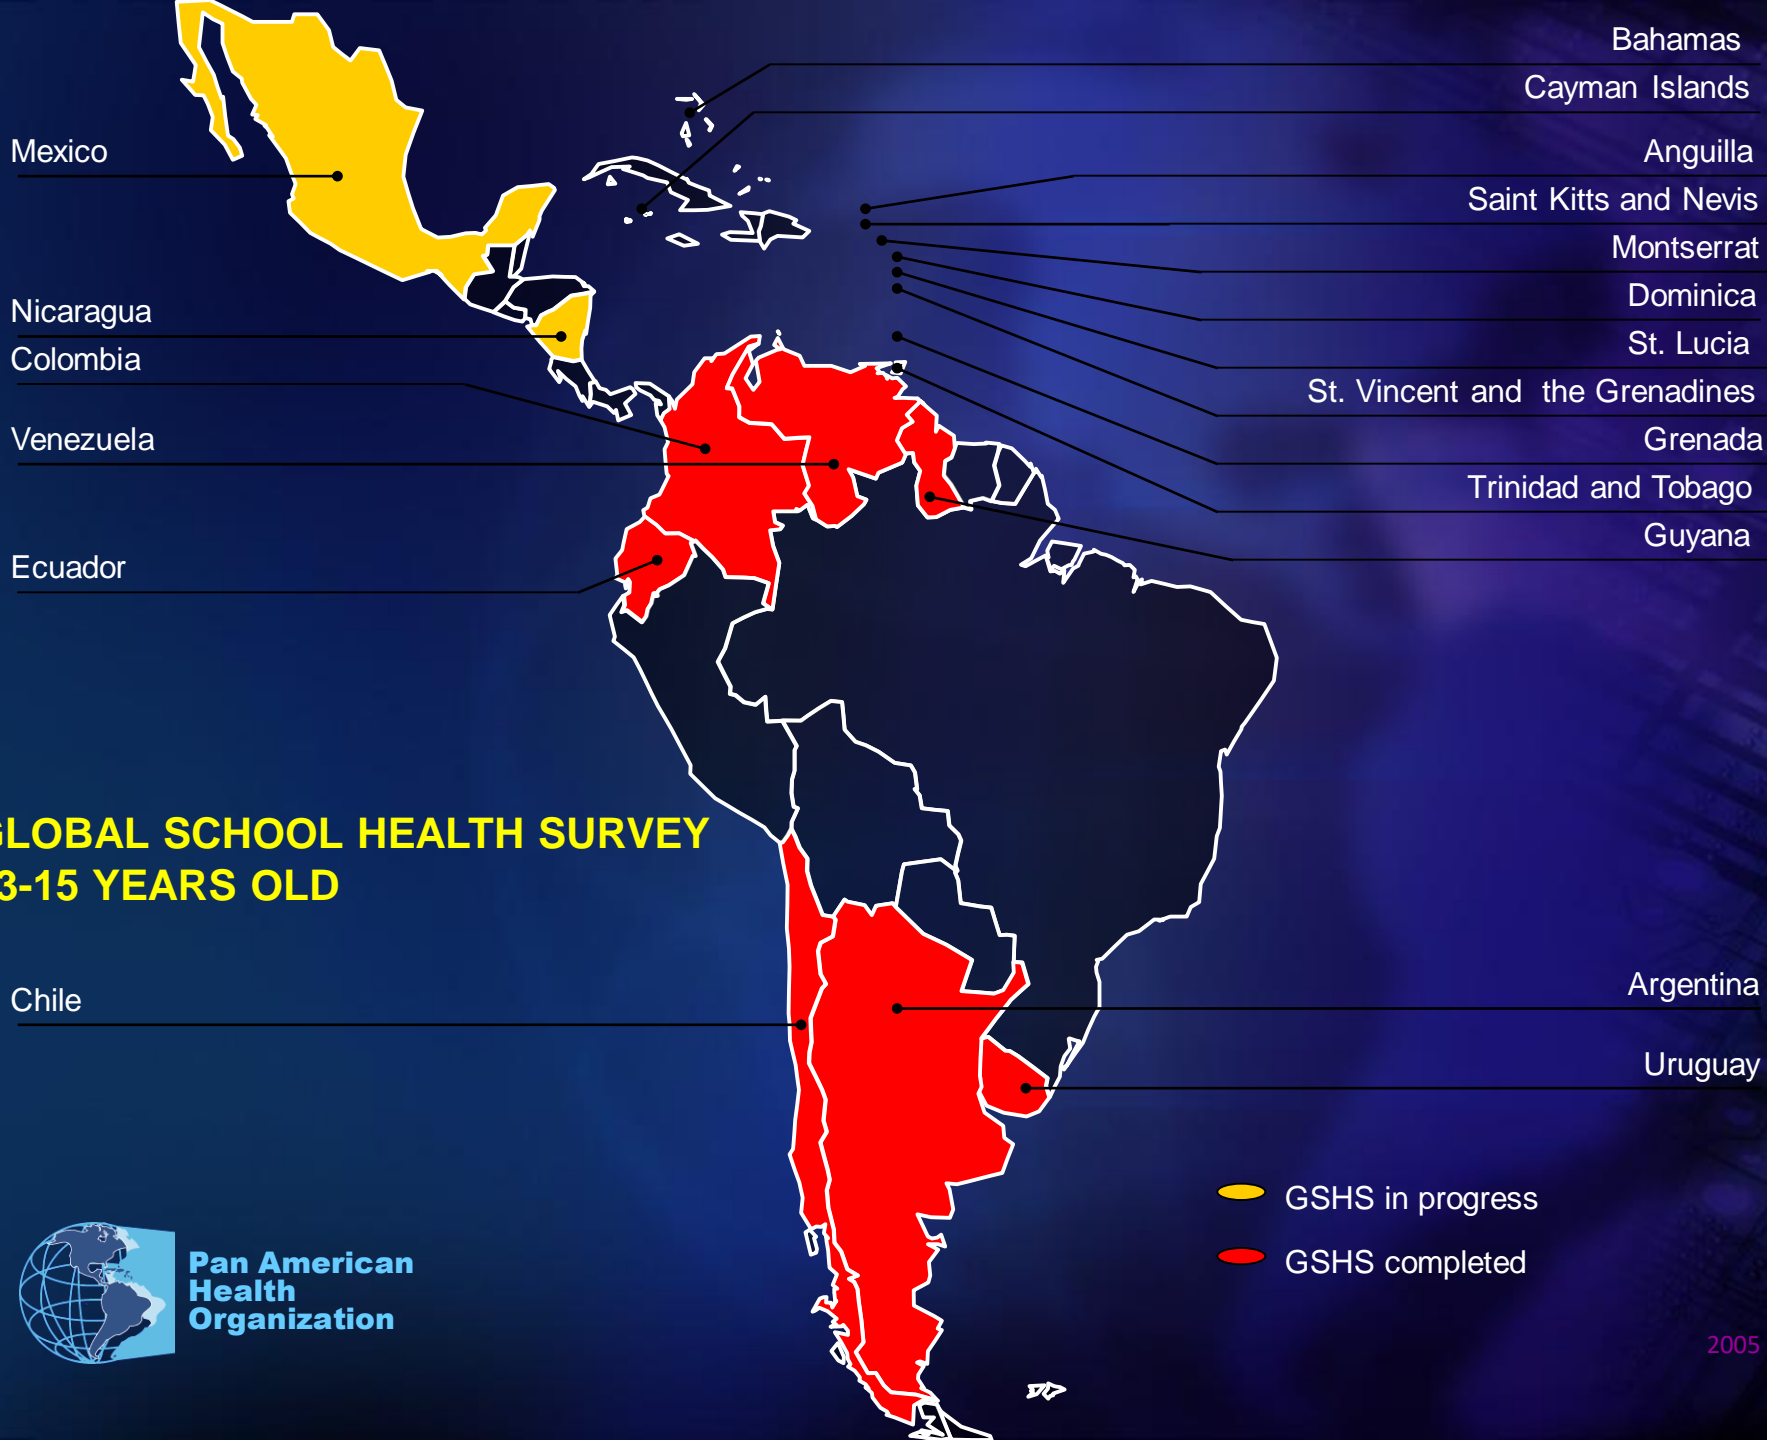 Bahamas
Cayman Islands
Mexico
Anguilla
Saint Kitts and Nevis
Montserrat
Dominica
Nicaragua
St. Lucia
Colombia
St. Vincent and the Grenadines
Venezuela
Grenada
Trinidad and Tobago
Guyana
Ecuador
GLOBAL SCHOOL HEALTH SURVEY
3-15 YEARS OLD
Chile
Argentina
Uruguay
GSHS in progress
GSHS completed
Pan American
Health
Organization
2005